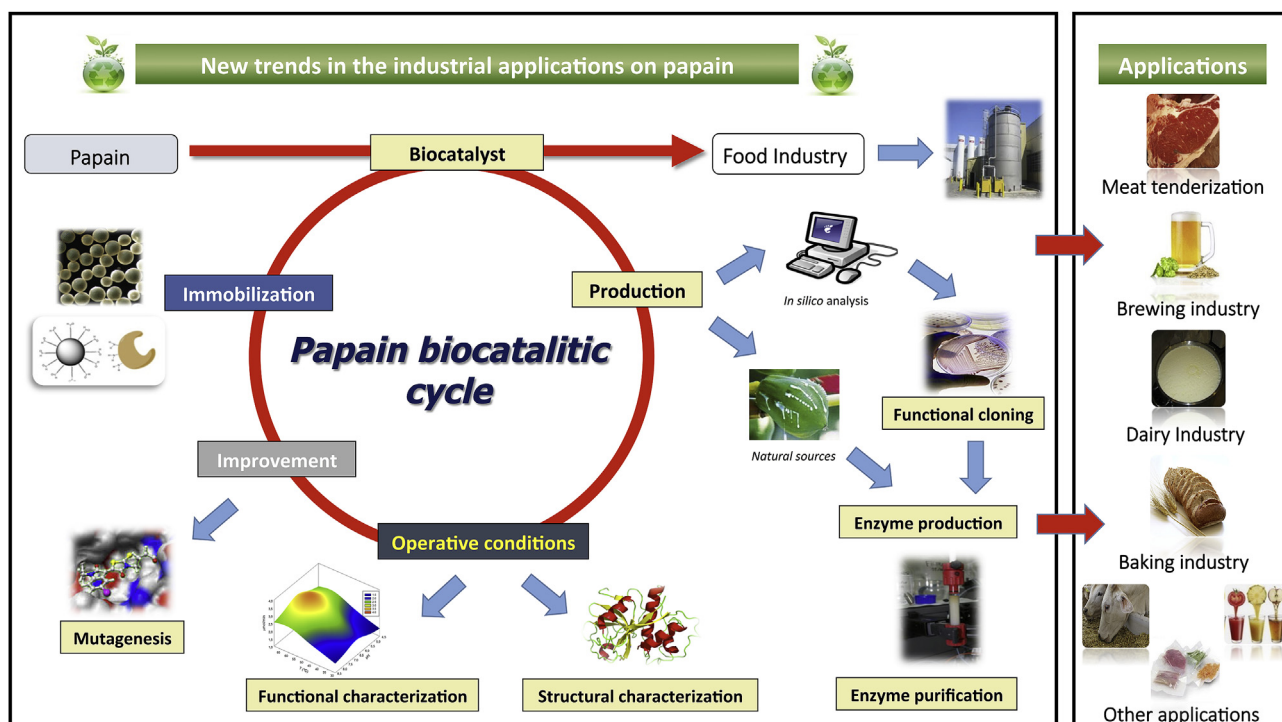 New trends in the industrial applications on papain
Applications
Papain
Biocatalyst
Food Industry
Meat tenderization
Immobilization
Production
In silico analysis
Brewing industry
Papain biocatalitic
cycle
Natural sources
Functional cloning
Dairy Industry
Improvement
Operative conditions
Enzyme production
Baking industry
Mutagenesis
Functional characterization
Structural characterization
Enzyme purification
Other applications